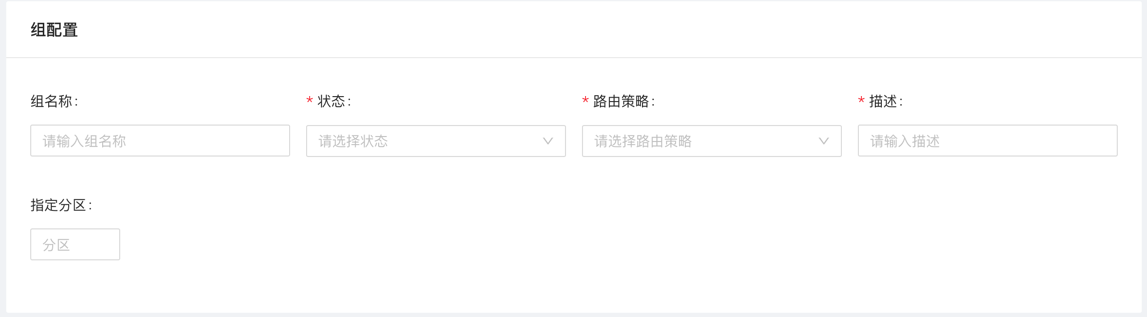 组配置
组名称:
* 状态:
* 路由策略:
* 描述:
请输入组名称
请选择状态
请选择路由策略
请输入描述
指定分区:
分区